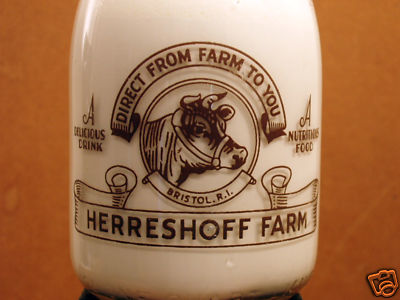 DIRECT FROM FARM TO YOU
A
DELICIOUS
DRINK
A
NUTRITIOUS
FOOD
BRISTOL. R.I.
HERRESHOFF FARM